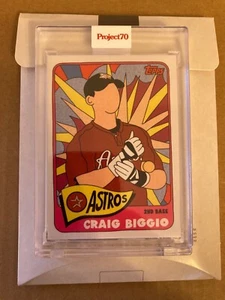 Project70
Topps
A
ASTROS
2ND BASE
CRAIG BIGGIO